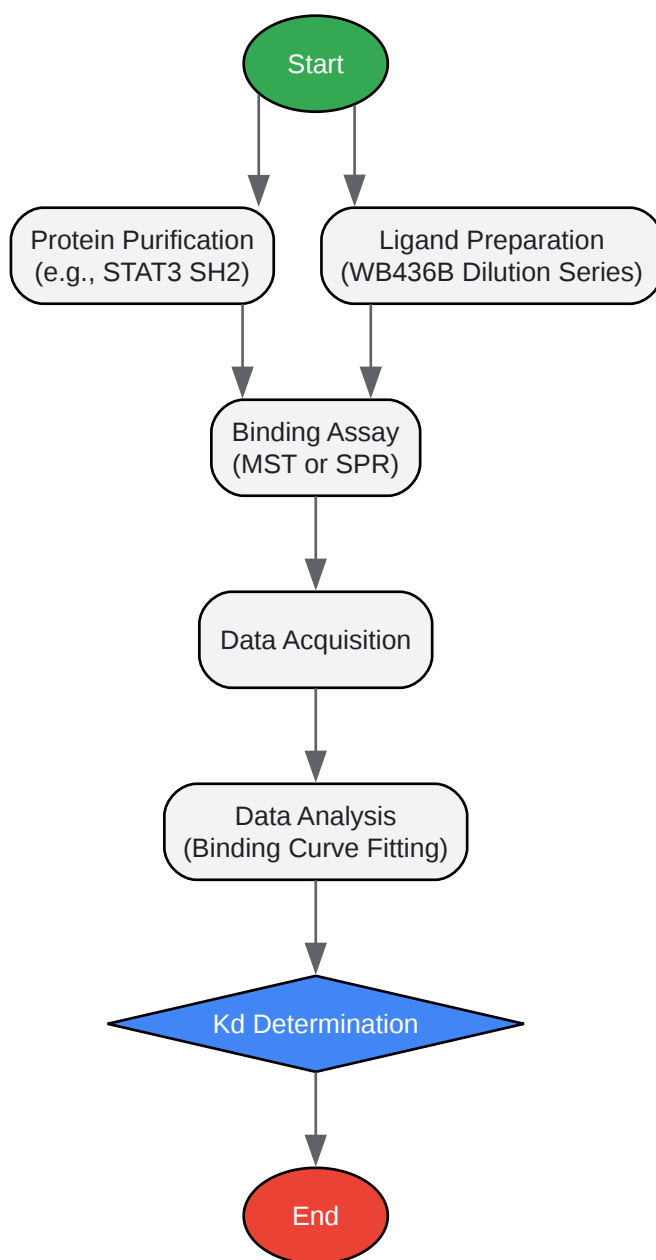 Start
Protein Purification
(e.g., STAT3 SH2)
Ligand Preparation
(WB436B Dilution Series)
Binding Assay
(MST or SPR)
Data Acquisition
Data Analysis
(Binding Curve Fitting)
Kd Determination
End